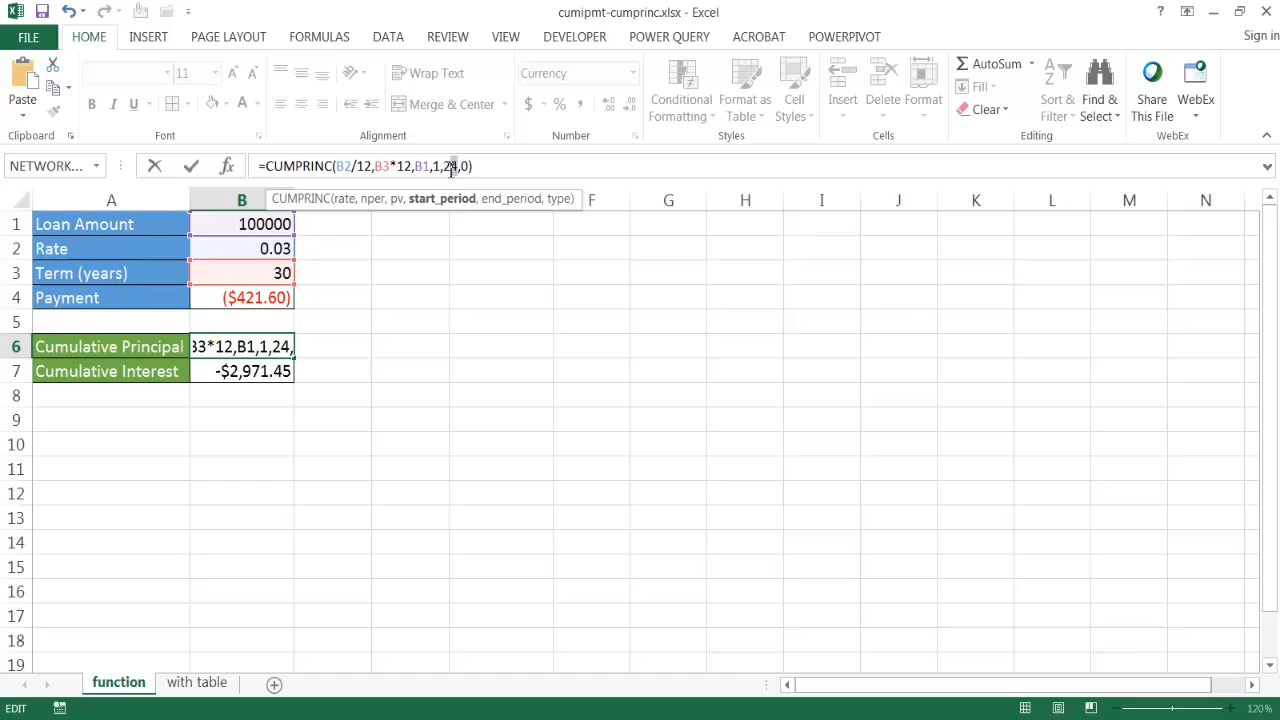 cumipmt-cumprinc.xlsx - Excel
FILE HOME INSERT PAGE LAYOUT FORMULAS DATA REVIEW VIEW DEVELOPER POWER QUERY ACROBAT POWERPIVOT Sign in
Paste
11
Wrap Text
Merge & Center
Currency
Conditional Formatting
Format as Table
Cell Styles
Insert Delete Format
AutoSum
Fill
Clear
Sort & Filter
Find & Select
Share This File
WebEx
Clipboard Font Alignment Number Styles Cells Editing WebEx
NETWORK... =CUMPRINC(B2/12,B3*12,B1,1,24,0)
CUMPRINC(rate, nper, pv, start_period, end_period, type)
A B F G H I J K L M N
1 Loan Amount 100000
2 Rate 0.03
3 Term (years) 30
4 Payment ($421.60)
5
6 Cumulative Principal B3*12,B1,1,24,
7 Cumulative Interest -$2,971.45
8
9
10
11
12
13
14
15
16
17
18
19
function with table
EDIT 120%